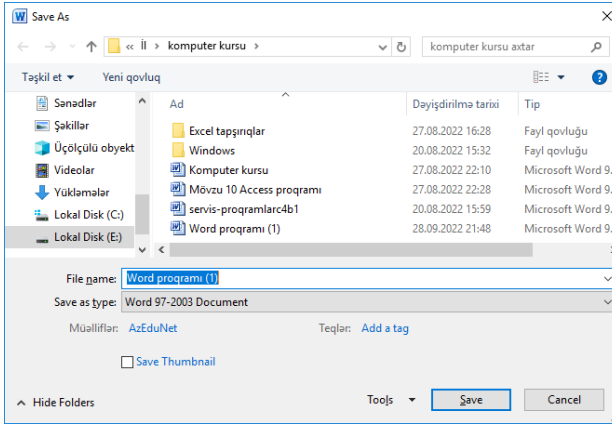 Save As
« İl > komputer kursu >
komputer kursu axtar
Təşkil et
Yeni qovluq
Sənədlər
Şəkillər
Üçölçülü obyekt
Videolar
Yükləmələr
Lokal Disk (C:)
Lokal Disk (E:)
Ad Dəyişdirilmə tarixi Tip
Excel tapşırıqlar 27.08.2022 16:28 Fayl qovluğu
Windows 20.08.2022 15:32 Fayl qovluğu
Komputer kursu 27.08.2022 22:10 Microsoft Word 9.
Mövzu 10 Access proqramı 27.08.2022 22:28 Microsoft Word 9.
servis-proqramlarc4b1 20.08.2022 15:59 Microsoft Word 9.
Word proqramı (1) 28.09.2022 21:48 Microsoft Word 9.
File name: Word proqramı (1)
Save as type: Word 97-2003 Document
Müəlliflər: AzEduNet Teqlər: Add a tag
Save Thumbnail
Hide Folders Tools Save Cancel